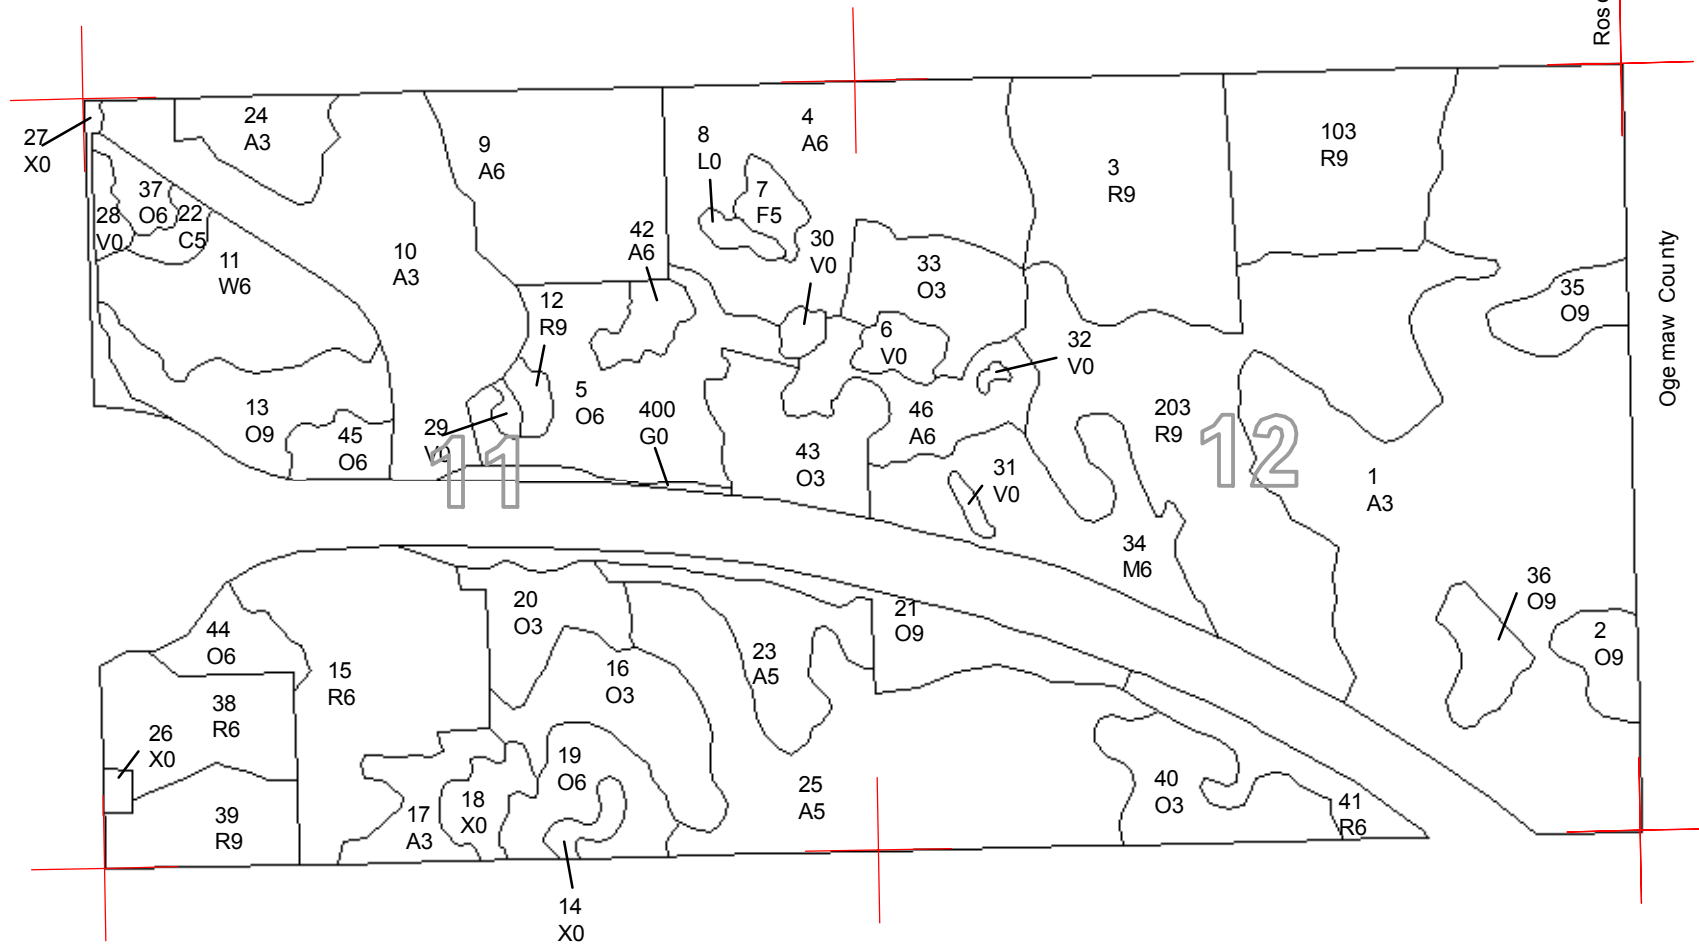 Ros c
27
X0
24
A3
9
A6
8
L0
4
A6
3
R9
103
R9
37
O6
28
V0
22
C5
11
W6
10
A3
42
A6
7
F5
30
V0
33
O3
35
O9
Ogemaw County
12
R9
6
V0
32
V0
13
O9
45
O6
29
V0
5
O6
400
G0
43
O3
46
A6
203
R9
11
12
31
V0
1
A3
34
M6
36
O9
2
O9
44
O6
20
O3
21
O9
15
R6
16
O3
23
A5
38
R6
26
X0
19
O6
39
R9
17
A3
18
X0
25
A5
40
O3
41
R6
14
X0